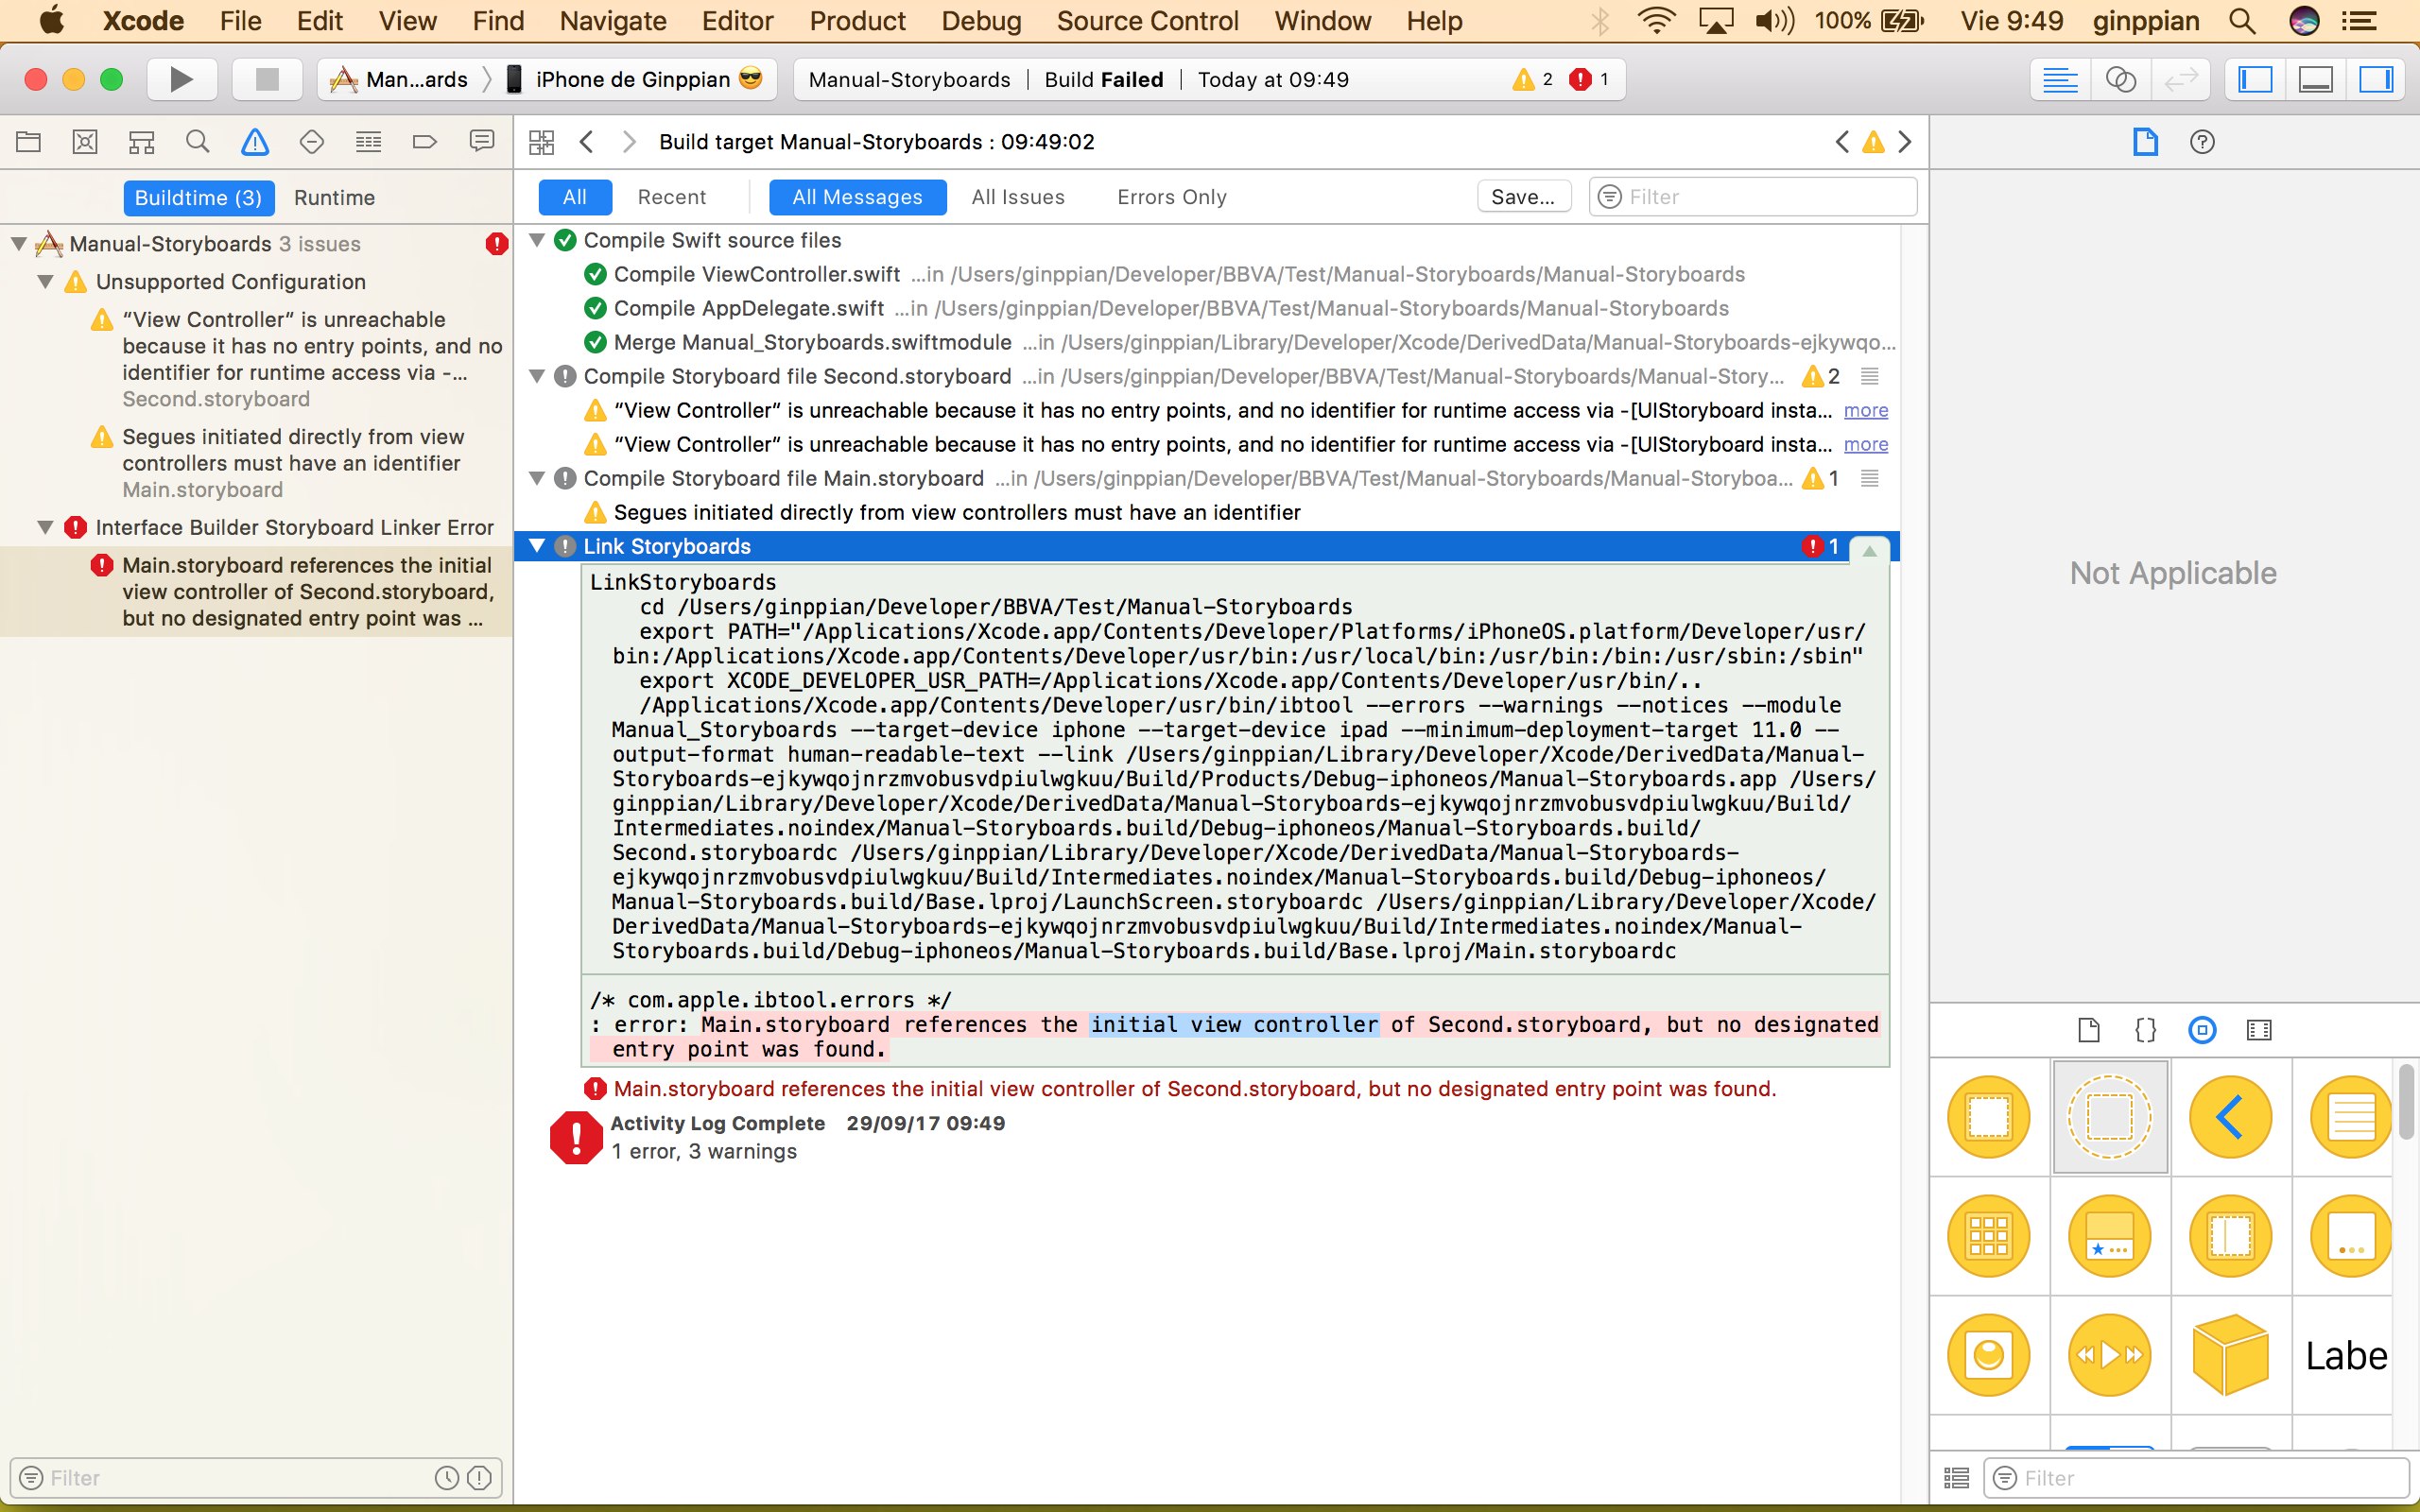 Xcode File Edit View Find Navigate Editor Product Debug Source Control Window Help 100% Vie 9:49 ginppian
Man...ards iPhone de Ginppian 😎 Manual-Storyboards | Build Failed | Today at 09:49 2 1
Build target Manual-Storyboards : 09:49:02
Buildtime (3) Runtime
All Recent All Messages All Issues Errors Only Save... Filter
Manual-Storyboards 3 issues
Unsupported Configuration
“View Controller“ is unreachable
because it has no entry points, and no
identifier for runtime access via -...
Second.storyboard
Segues initiated directly from view
controllers must have an identifier
Main.storyboard
Interface Builder Storyboard Linker Error
Main.storyboard references the initial
view controller of Second.storyboard,
but no designated entry point was ...
Filter
Compile Swift source files
Compile ViewController.swift ...in /Users/ginppian/Developer/BBVA/Test/Manual-Storyboards/Manual-Storyboards
Compile AppDelegate.swift ...in /Users/ginppian/Developer/BBVA/Test/Manual-Storyboards/Manual-Storyboards
Merge Manual_Storyboards.swiftmodule ...in /Users/ginppian/Library/Developer/Xcode/DerivedData/Manual-Storyboards-ejkywqo...
Compile Storyboard file Second.storyboard ...in /Users/ginppian/Developer/BBVA/Test/Manual-Storyboards/Manual-Story... 2
“View Controller“ is unreachable because it has no entry points, and no identifier for runtime access via -[UIStoryboard insta... more
“View Controller“ is unreachable because it has no entry points, and no identifier for runtime access via -[UIStoryboard insta... more
Compile Storyboard file Main.storyboard ...in /Users/ginppian/Developer/BBVA/Test/Manual-Storyboards/Manual-Storyboa... 1
Segues initiated directly from view controllers must have an identifier
Link Storyboards 1
LinkStoryboards
cd /Users/ginppian/Developer/BBVA/Test/Manual-Storyboards
export PATH="/Applications/Xcode.app/Contents/Developer/Platforms/iPhoneOS.platform/Developer/usr/
bin:/Applications/Xcode.app/Contents/Developer/usr/bin:/usr/local/bin:/usr/bin:/bin:/usr/sbin:/sbin"
export XCODE_DEVELOPER_USR_PATH=/Applications/Xcode.app/Contents/Developer/usr/bin/..
/Applications/Xcode.app/Contents/Developer/usr/bin/ibtool --errors --warnings --notices --module
Manual_Storyboards --target-device iphone --target-device ipad --minimum-deployment-target 11.0 --
output-format human-readable-text --link /Users/ginppian/Library/Developer/Xcode/DerivedData/Manual-
Storyboards-ejkywqojnrzmvobusvdpiulwgkuu/Build/Products/Debug-iphoneos/Manual-Storyboards.app /Users/
ginppian/Library/Developer/Xcode/DerivedData/Manual-Storyboards-ejkywqojnrzmvobusvdpiulwgkuu/Build/
Intermediates.noindex/Manual-Storyboards.build/Debug-iphoneos/Manual-Storyboards.build/
Second.storyboardc /Users/ginppian/Library/Developer/Xcode/DerivedData/Manual-Storyboards-
ejkywqojnrzmvobusvdpiulwgkuu/Build/Intermediates.noindex/Manual-Storyboards.build/Debug-iphoneos/
Manual-Storyboards.build/Base.lproj/LaunchScreen.storyboardc /Users/ginppian/Library/Developer/Xcode/
DerivedData/Manual-Storyboards-ejkywqojnrzmvobusvdpiulwgkuu/Build/Intermediates.noindex/Manual-
Storyboards.build/Debug-iphoneos/Manual-Storyboards.build/Base.lproj/Main.storyboardc
/* com.apple.ibtool.errors */
: error: Main.storyboard references the initial view controller of Second.storyboard, but no designated
entry point was found.
Main.storyboard references the initial view controller of Second.storyboard, but no designated entry point was found.
Activity Log Complete 29/09/17 09:49
1 error, 3 warnings
Not Applicable
Labe
Filter